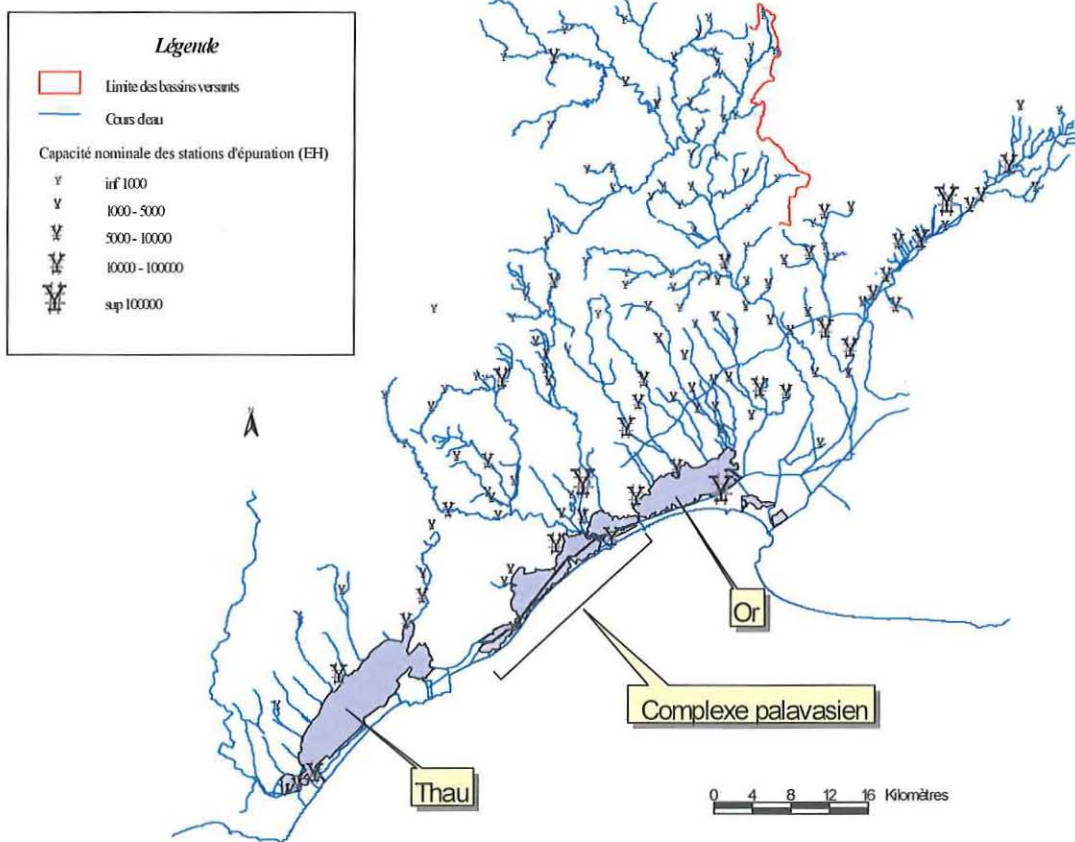 Légende
Limite des bassins versants
Cours deau
Capacité nominale des stations d'épuration (EH)
inf 1000
1000 - 5000
5000 - 10000
10000 - 100000
sup 100000
Or
Complexe palavasien
Thau
0 4 8 12 16 Kilomètres